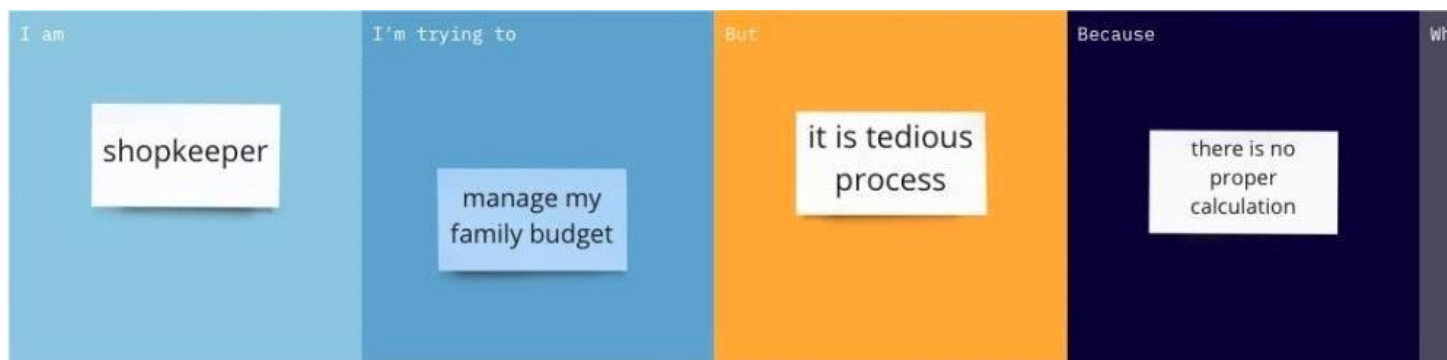 I am
shopkeeper
I'm trying to
manage my
family budget
But
it is tedious
process
Because
there is no
proper
calculation